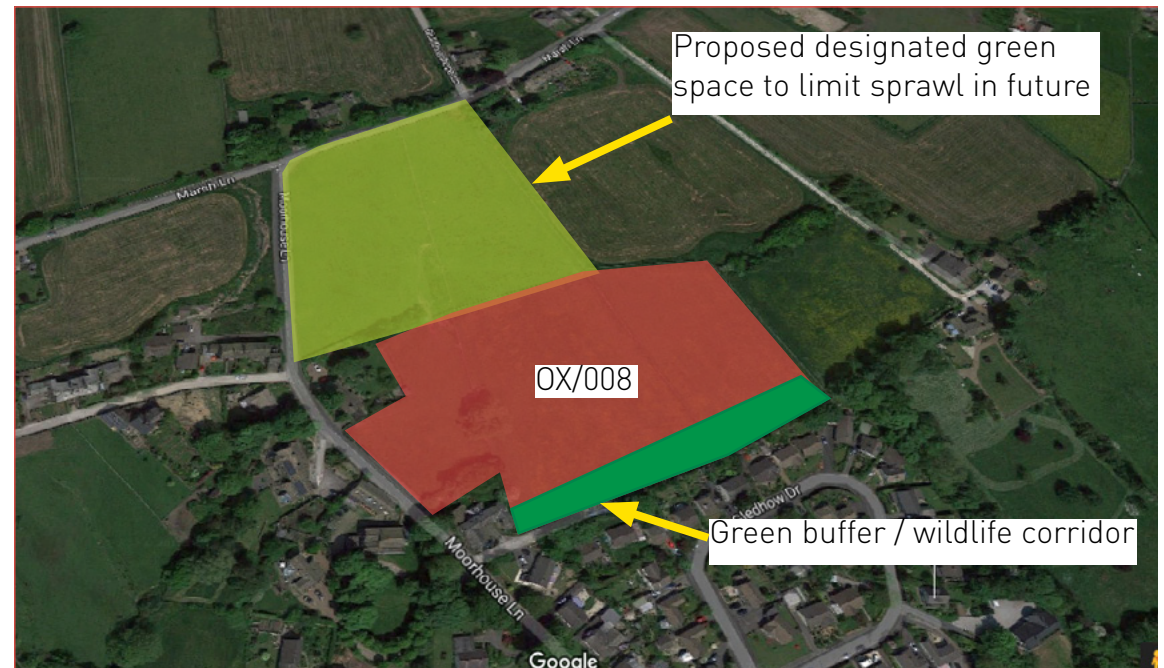 Proposed designated green
space to limit sprawl in future
Marsh Ln
OX/008
Green buffer / wildlife corridor
Moorhouse Ln
Google